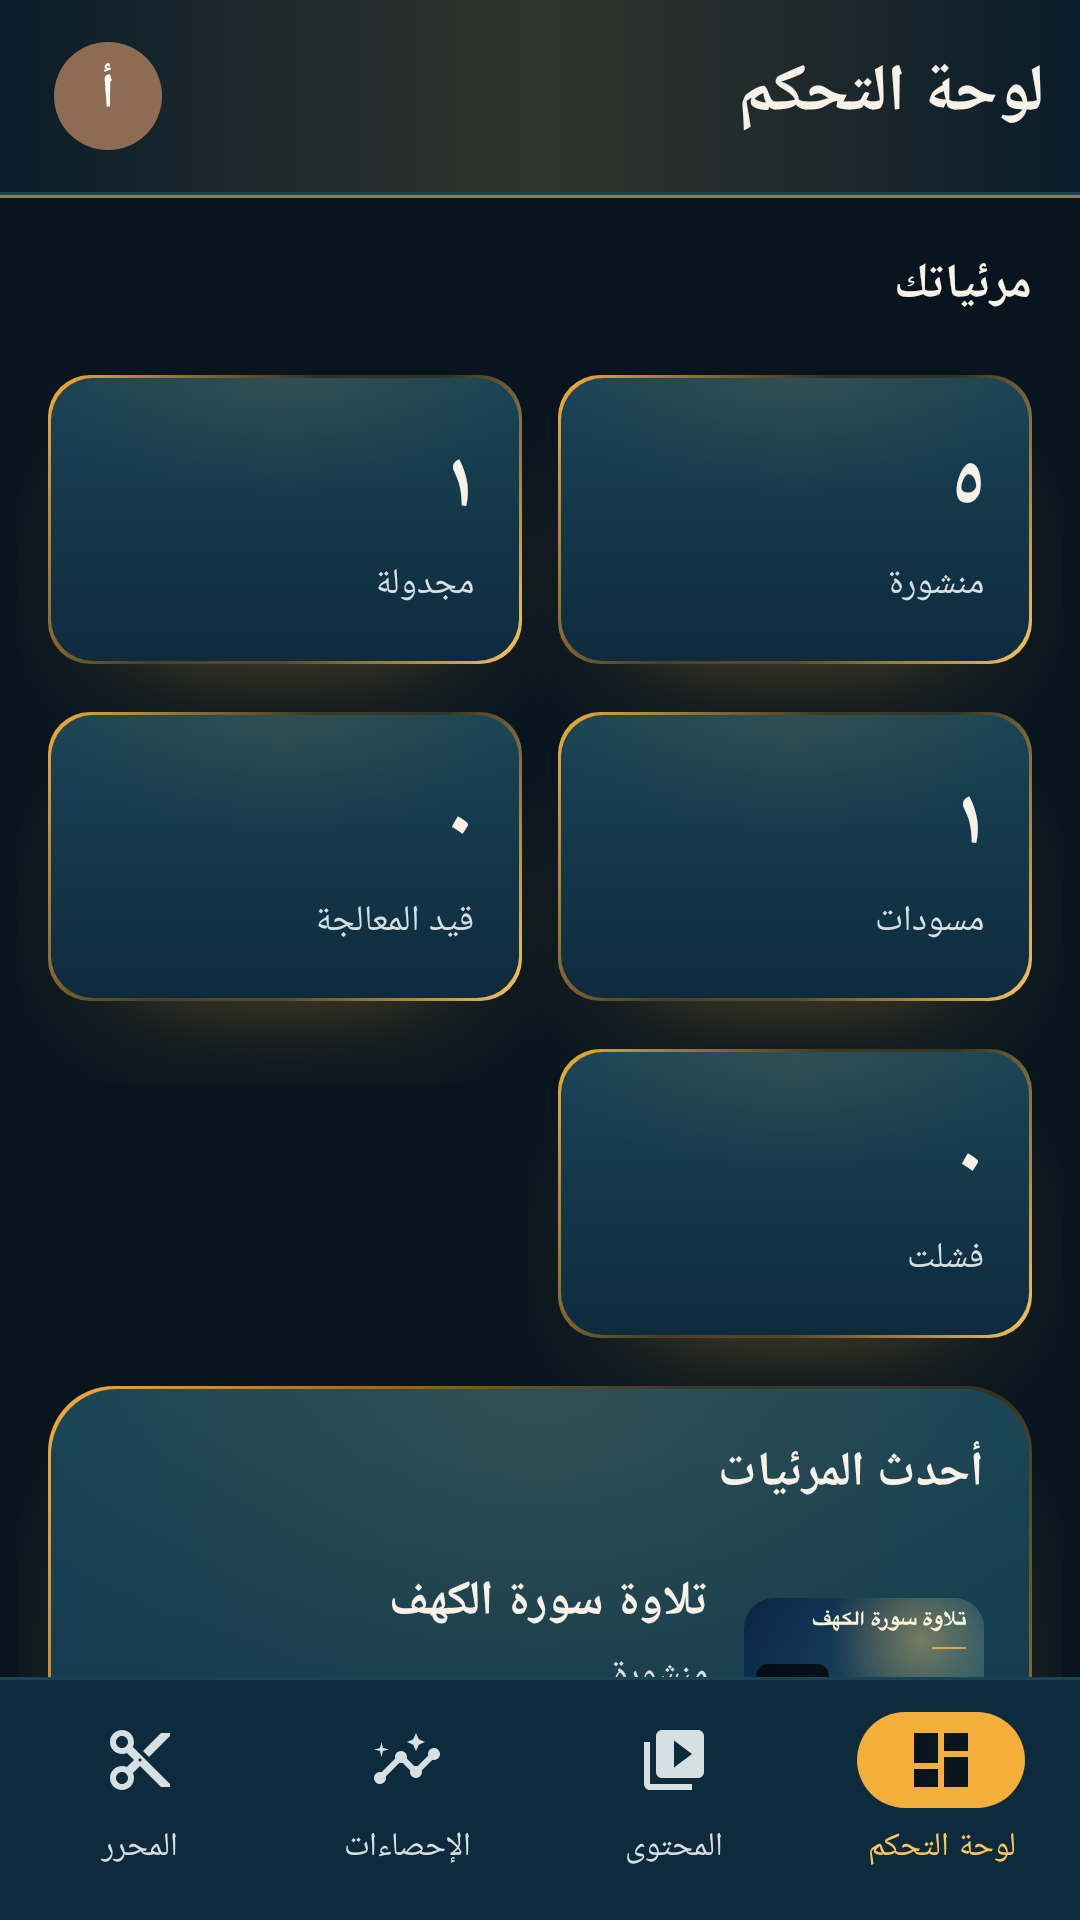 لوحة التحكم
أ
مرئياتك
٥
منشورة
١
مجدولة
١
مسودات
٠
قيد المعالجة
٠
فشلت
أحدث المرئيات
تلاوة سورة الكهف
تلاوة سورة الكهف
منشورة
لوحة التحكم
المحتوى
الإحصاءات
المحرر